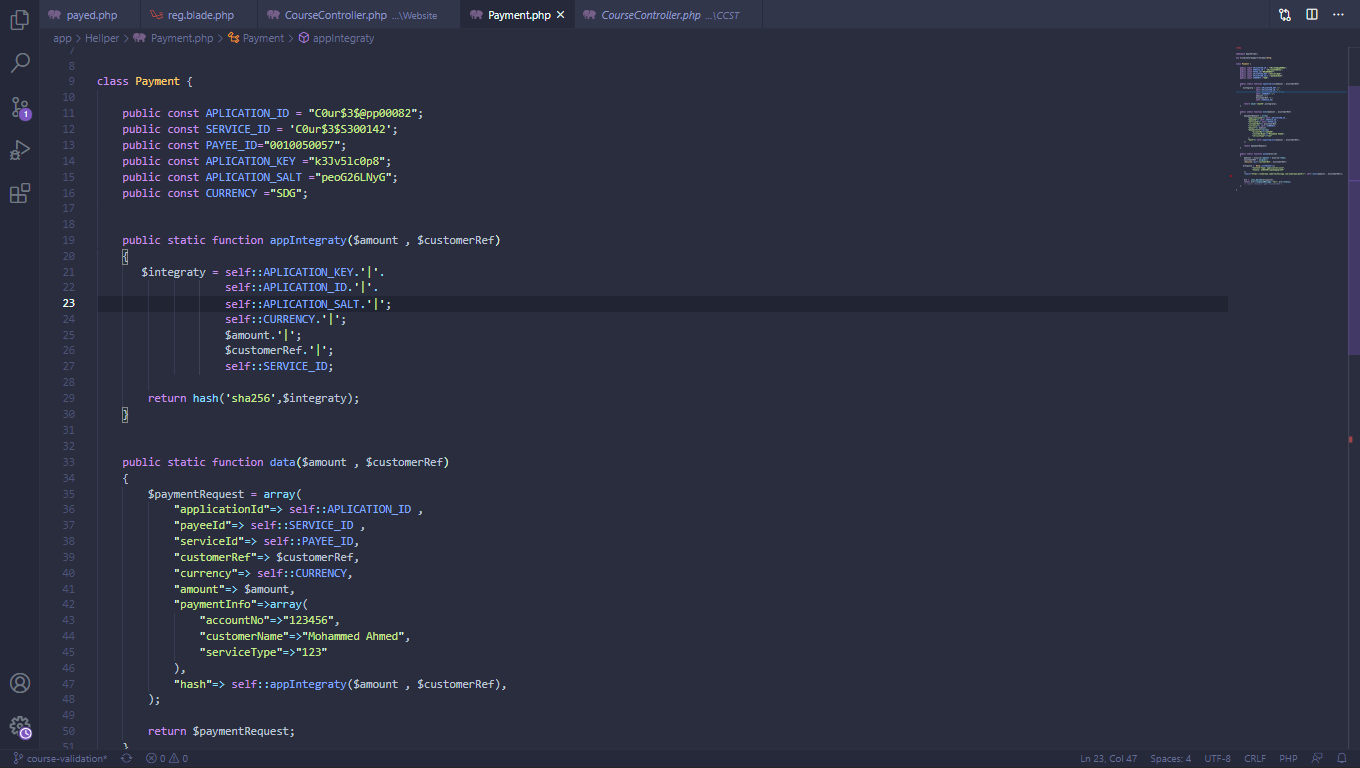 payed.php
reg.blade.php
CourseController.php ...\Website
Payment.php
CourseController.php ...\CCST
app > Hellper > Payment.php > Payment > appIntegraty
7
8
9 class Payment {
10
11 public const APLICATION_ID = "C0ur$3$@pp00082";
12 public const SERVICE_ID = 'C0ur$3$S300142';
13 public const PAYEE_ID="0010050057";
14 public const APLICATION_KEY ="k3Jv5lc0p8";
15 public const APLICATION_SALT ="peoG26LNyG";
16 public const CURRENCY ="SDG";
17
18
19 public static function appIntegraty($amount , $customerRef)
20 {
21 $integraty = self::APLICATION_KEY.'|'.
22 self::APLICATION_ID.'|'.
23 self::APLICATION_SALT.'|';
24 self::CURRENCY.'|';
25 $amount.'|';
26 $customerRef.'|';
27 self::SERVICE_ID;
28
29 return hash('sha256',$integraty);
30 }
31
32
33 public static function data($amount , $customerRef)
34 {
35 $paymentRequest = array(
36 "applicationId"=> self::APLICATION_ID ,
37 "payeeId"=> self::SERVICE_ID ,
38 "serviceId"=> self::PAYEE_ID,
39 "customerRef"=> $customerRef,
40 "currency"=> self::CURRENCY,
41 "amount"=> $amount,
42 "paymentInfo"=>array(
43 "accountNo"=>"123456",
44 "customerName"=>"Mohammed Ahmed",
45 "serviceType"=>"123"
46 ),
47 "hash"=> self::appIntegraty($amount , $customerRef),
48 );
49
50 return $paymentRequest;
51 }
1
course-validation*
0 0
Ln 23, Col 47
Spaces: 4
UTF-8
CRLF
PHP